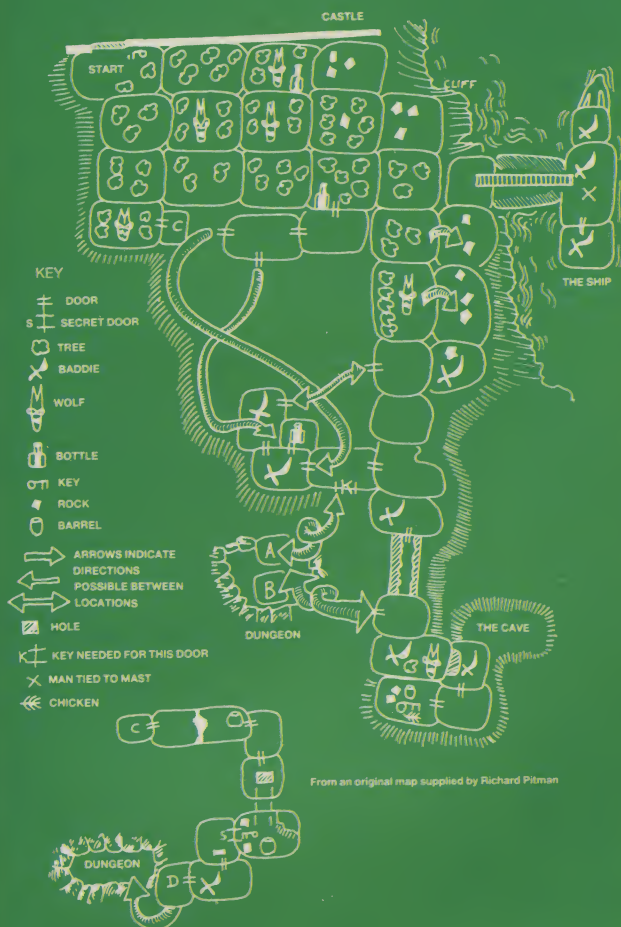 CASTLE
START
CLIFF
C
THE SHIP
KEY
DOOR
S SECRET DOOR
TREE
BADDIE
WOLF
BOTTLE
KEY
ROCK
BARREL
ARROWS INDICATE
DIRECTIONS
POSSIBLE BETWEEN
LOCATIONS
HOLE
K KEY NEEDED FOR THIS DOOR
MAN TIED TO MAST
CHICKEN
K
A
B
DUNGEON
THE CAVE
C
From an original map supplied by Richard Pitman
S
DUNGEON
D